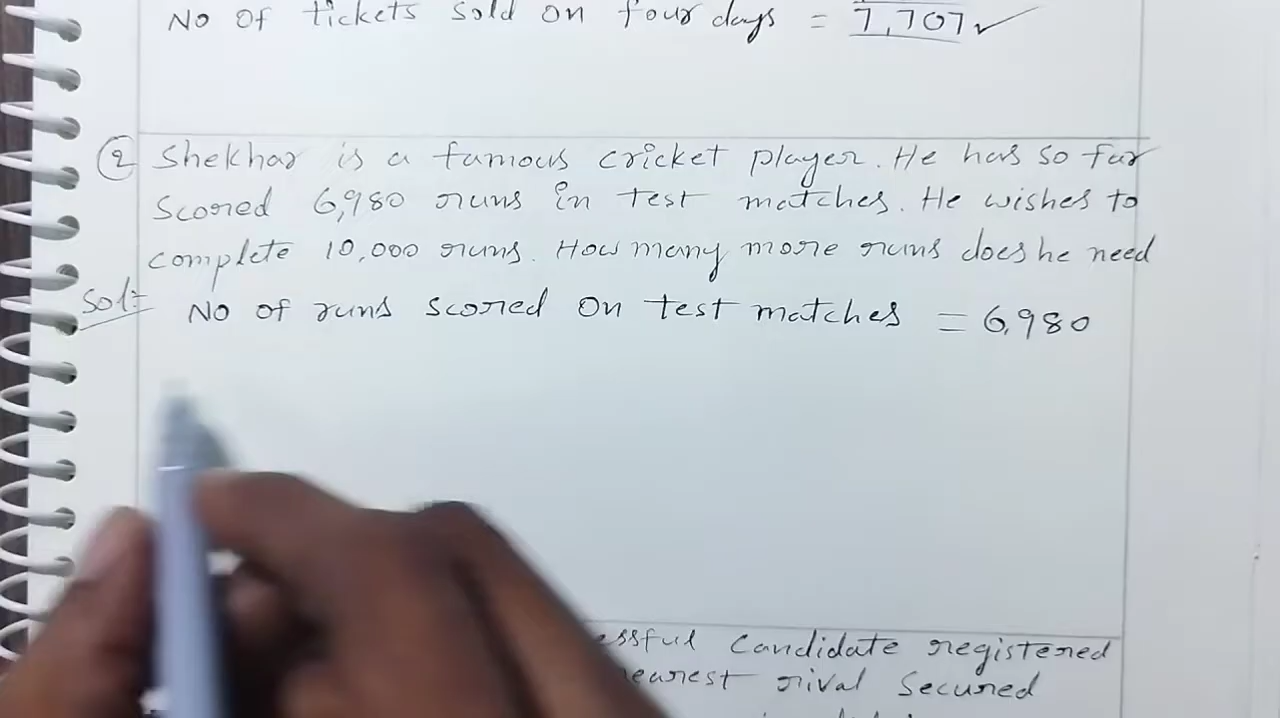 No of tickets sold on four days = 7,707 ✓
② Shekhar is a famous cricket player. He has so far
scored 6,980 runs in test matches. He wishes to
complete 10,000 runs. How many more runs does he need
Sol:= No of runs scored on test matches = 6,980
essful candidate registered
nearest rival secured